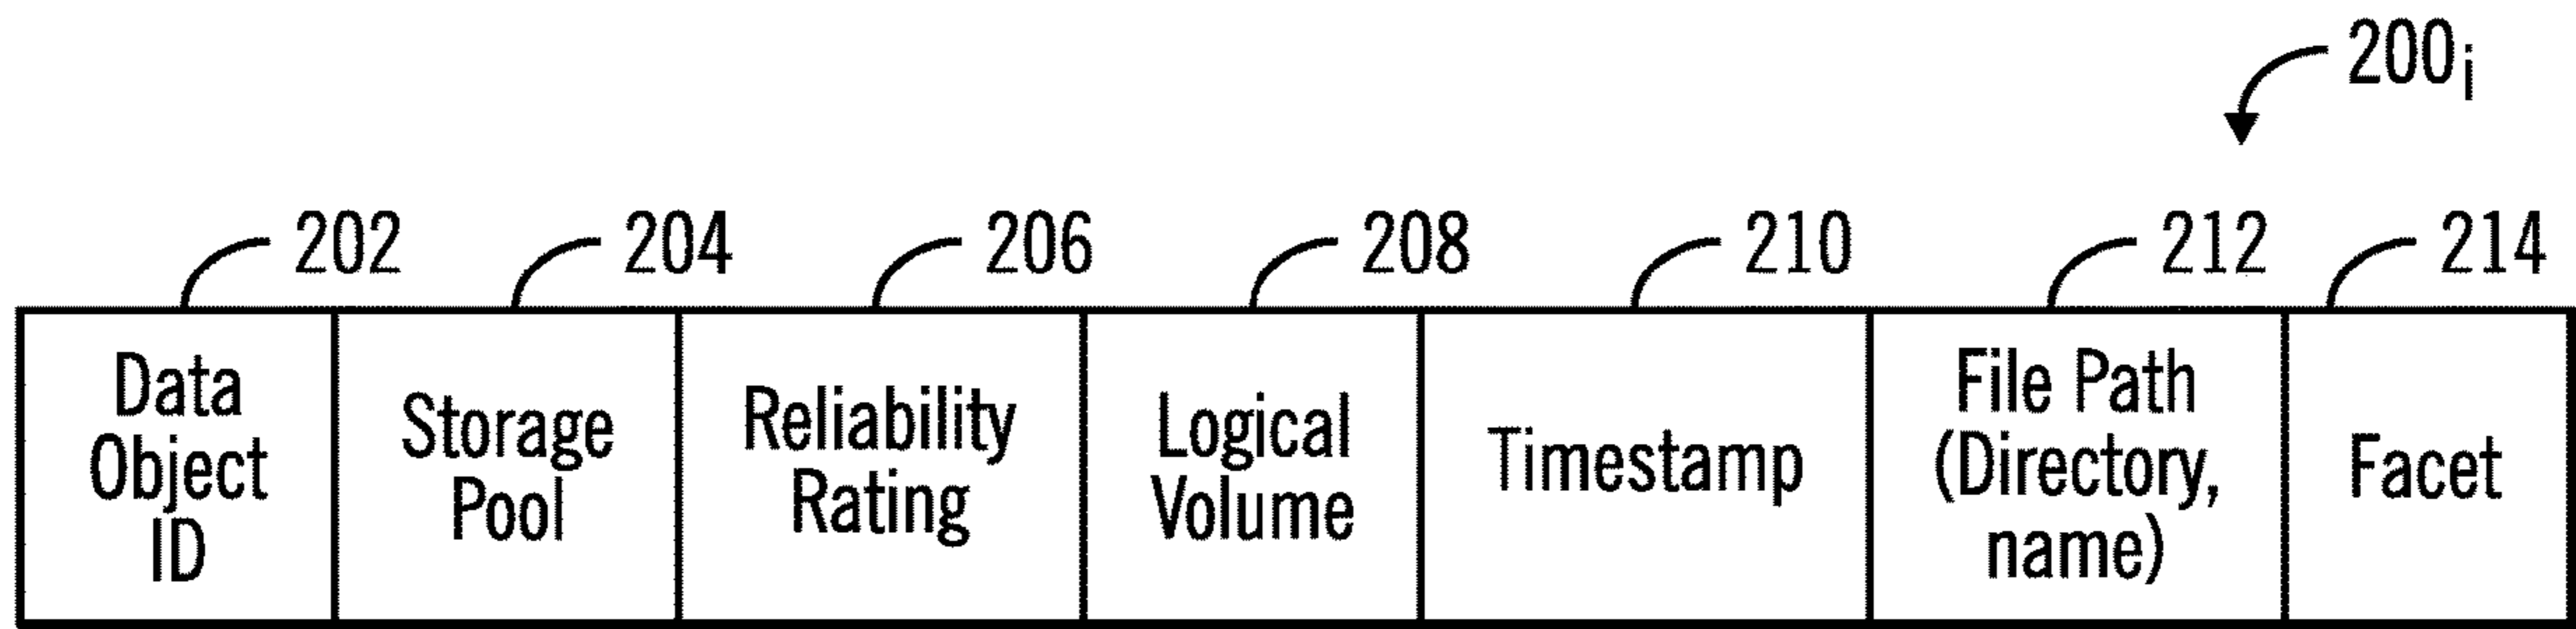 200i
202 204 206 208 210 212 214
Data
Object
ID
Storage
Pool
Reliability
Rating
Logical
Volume
Timestamp
File Path
(Directory,
name)
Facet